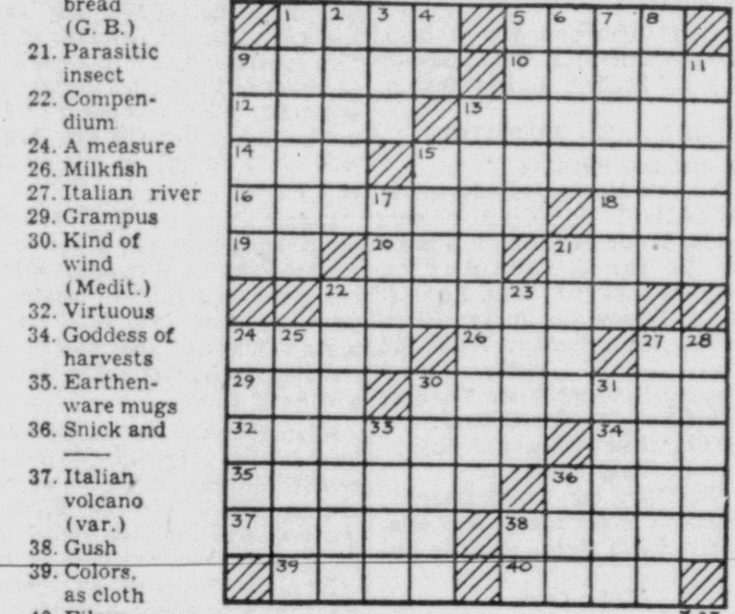 bread
(G. B.)
21. Parasitic
insect
22. Compen-
dium
24. A measure
26. Milkfish
27. Italian river
29. Grampus
30. Kind of
wind
(Medit.)
32. Virtuous
34. Goddess of
harvests
35. Earthen-
ware mugs
36. Snick and
——
37. Italian
volcano
(var.)
38. Gush
39. Colors,
as cloth
1 2 3 4 5 6 7 8
9 10 11
12 13
14 15
16 17 18
19 20 21
22 23
24 25 26 27 28
29 30 31
32 33 34
35 36
37 38
39 40